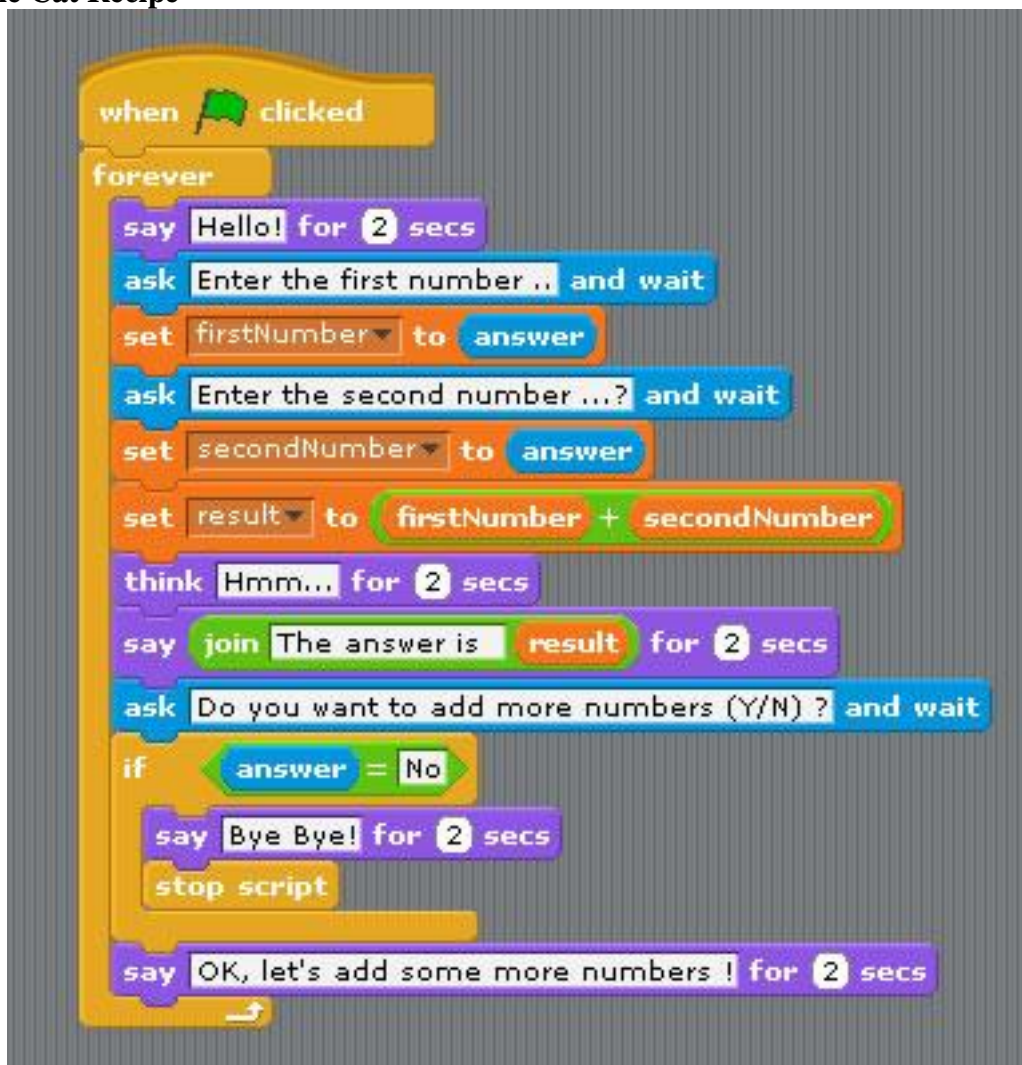 when clicked
forever
say Hello! for 2 secs
ask Enter the first number .. and wait
set firstNumber to answer
ask Enter the second number ...? and wait
set secondNumber to answer
set result to firstNumber + secondNumber
think Hmm... for 2 secs
say join The answer is result for 2 secs
ask Do you want to add more numbers (Y/N) ? and wait
if answer = No
say Bye Bye! for 2 secs
stop script
say OK, let's add some more numbers ! for 2 secs